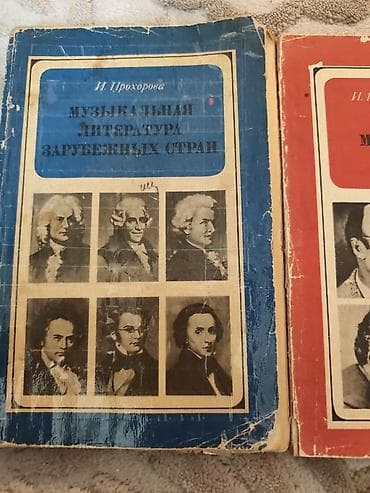 И. Прохорова
МУЗЫКАЛЬНАЯ
ЛИТЕРАТУРА
ЗАРУБЕЖНЫХ СТРАН
И.
М